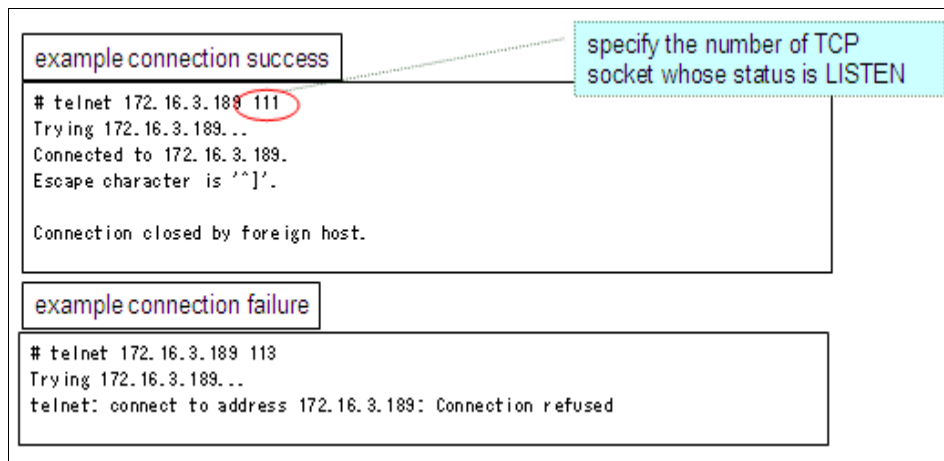 example connection success
specify the number of TCP
socket whose status is LISTEN
# telnet 172.16.3.189 111
Trying 172.16.3.189...
Connected to 172.16.3.189.
Escape character is '^]'.
Connection closed by foreign host.
example connection failure
# telnet 172.16.3.189 113
Trying 172.16.3.189...
telnet: connect to address 172.16.3.189: Connection refused